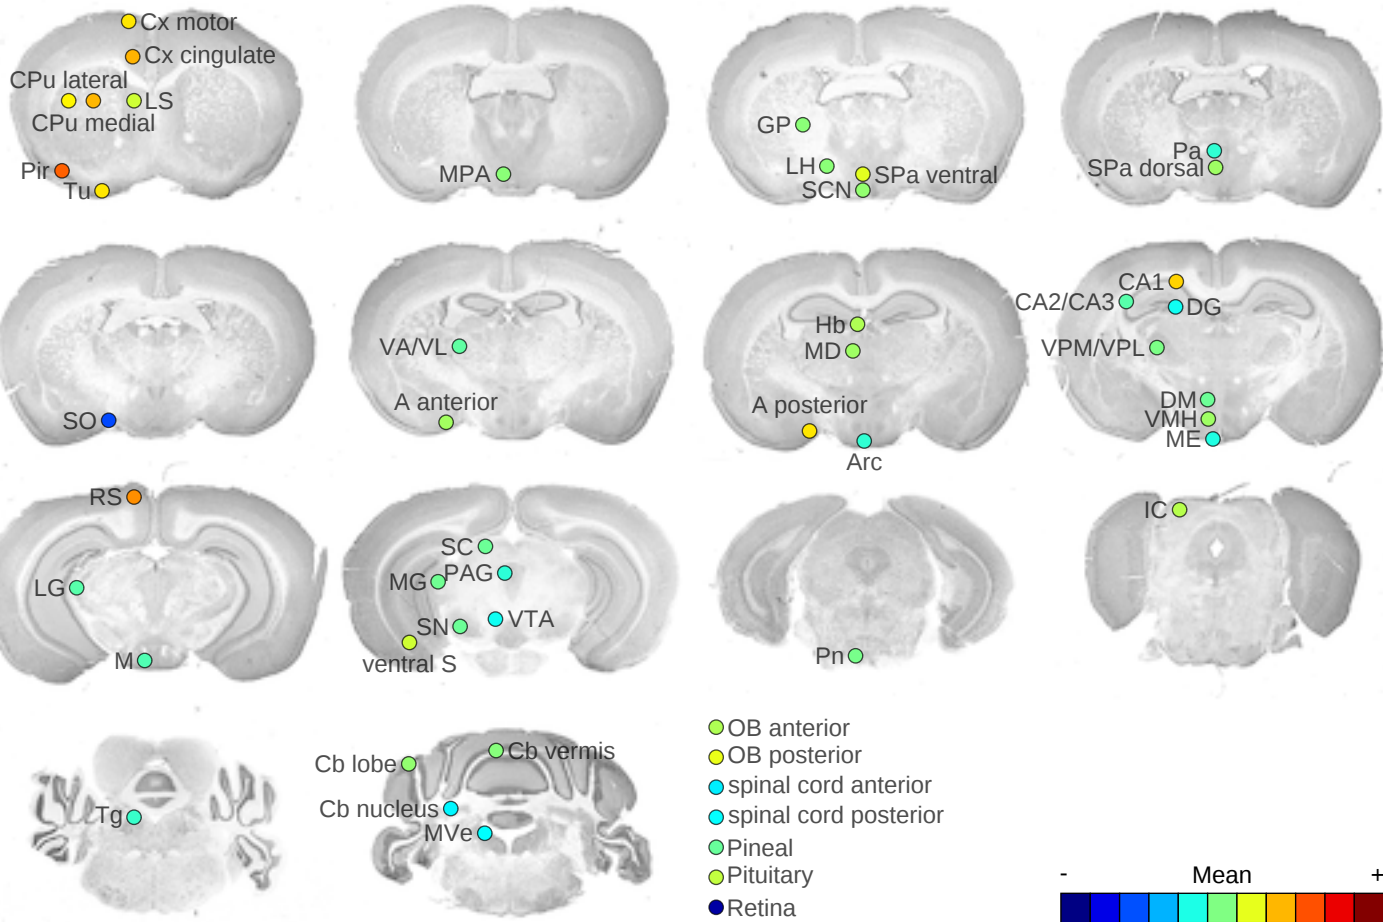 Cx motor
Cx cingulate
CPu lateral
LS
CPu medial
Pir
Tu
MPA
GP
LH
SPa ventral
SCN
Pa
SPa dorsal
SO
VA/VL
A anterior
Hb
MD
A posterior
Arc
CA1
CA2/CA3
DG
VPM/VPL
DM
VMH
ME
RS
LG
M
SC
MG
PAG
SN
VTA
ventral S
Pn
IC
Tg
Cb lobe
Cb vermis
Cb nucleus
MVe
OB anterior
OB posterior
spinal cord anterior
spinal cord posterior
Pineal
Pituitary
Retina
- Mean +